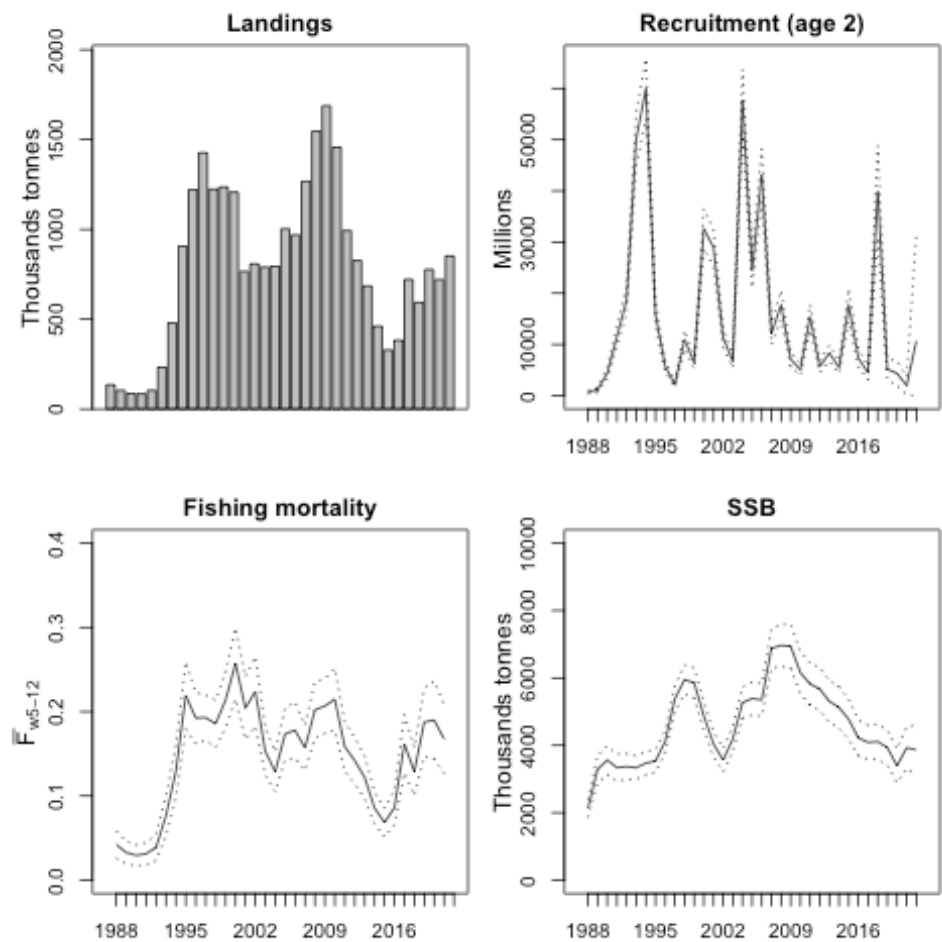 Landings
Thousands tonnes
0
500
1000
1500
2000
Recruitment (age 2)
Millions
0
10000
30000
50000
1988 1995 2002 2009 2016
Fishing mortality
F̅w5−12
0.0
0.1
0.2
0.3
0.4
1988 1995 2002 2009 2016
SSB
Thousands tonnes
0
2000
4000
6000
8000
10000
1988 1995 2002 2009 2016